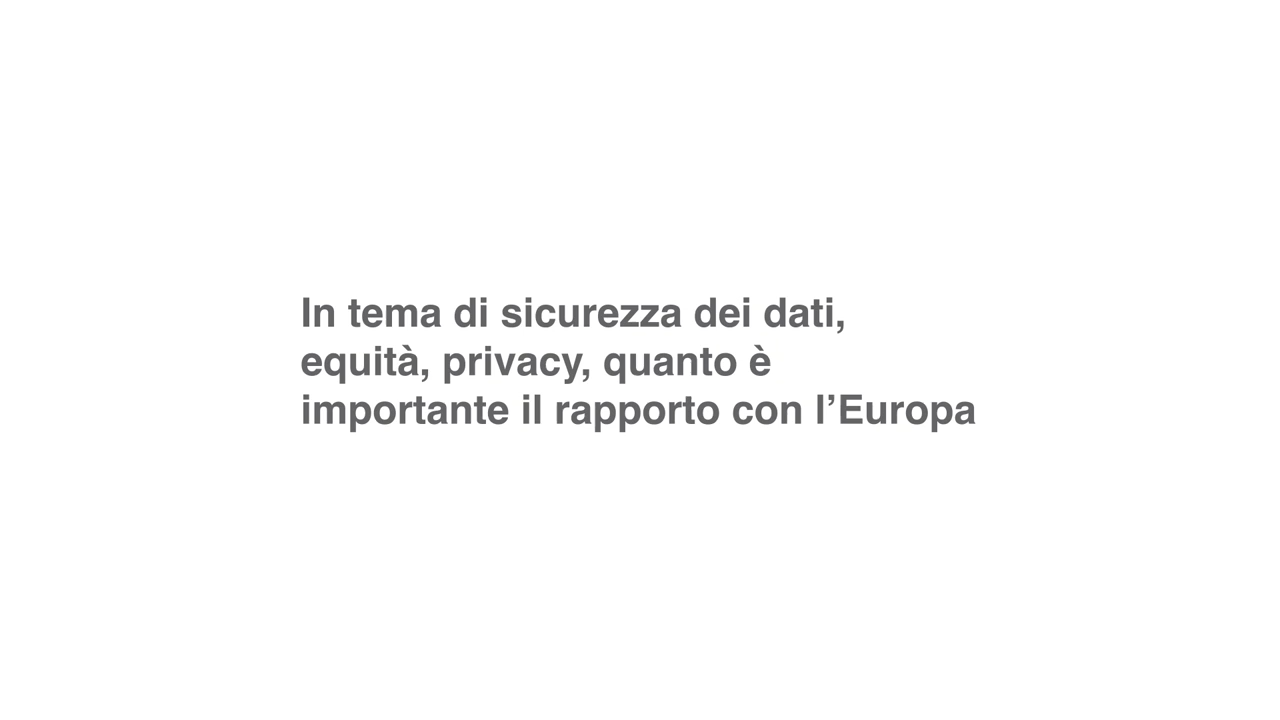 In tema di sicurezza dei dati,
equità, privacy, quanto è
importante il rapporto con l’Europa